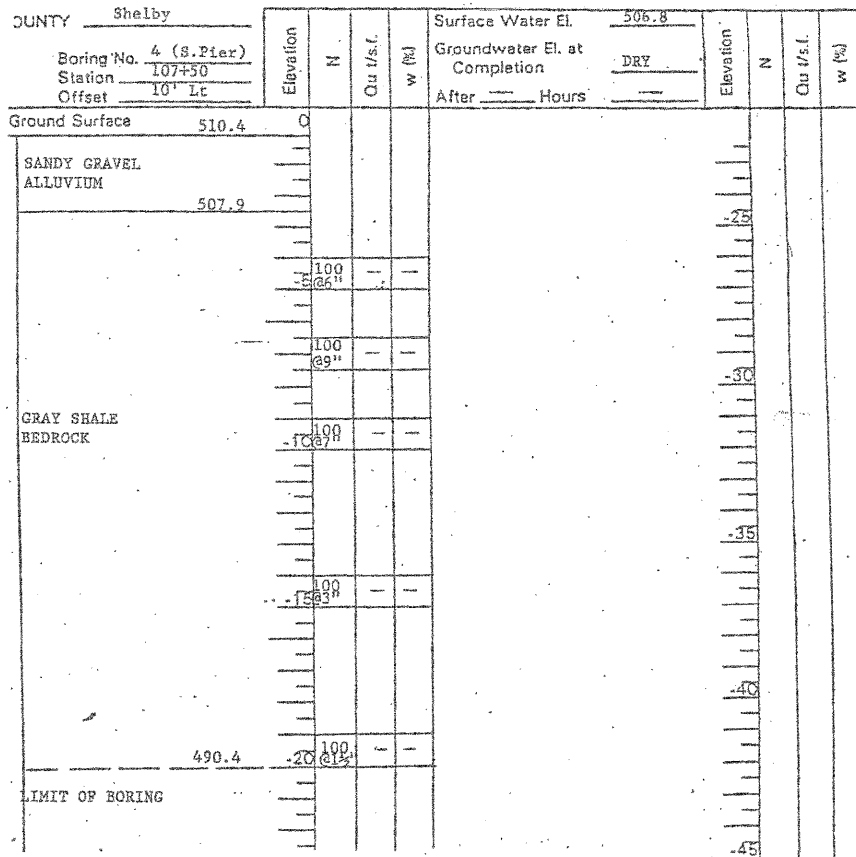 OUNTY Shelby
Boring No. 4 (S.Pier)
Station 107+50
Offset 10' Lt
Elevation
N
Qu t/s.f.
w (%)
Surface Water El. 506.8
Groundwater El. at
Completion DRY
After — Hours —
Elevation
N
Qu t/s.f.
w (%)
Ground Surface 510.4 0
SANDY GRAVEL
ALLUVIUM
507.9
-25
100 — —
-5 @6"
100 — —
@9"
-30
GRAY SHALE
BEDROCK
100 — —
-10 @7"
-35
100 — —
-15 @3"
-40
100 — —
490.4 -20 @1½"
LIMIT OF BORING
-45